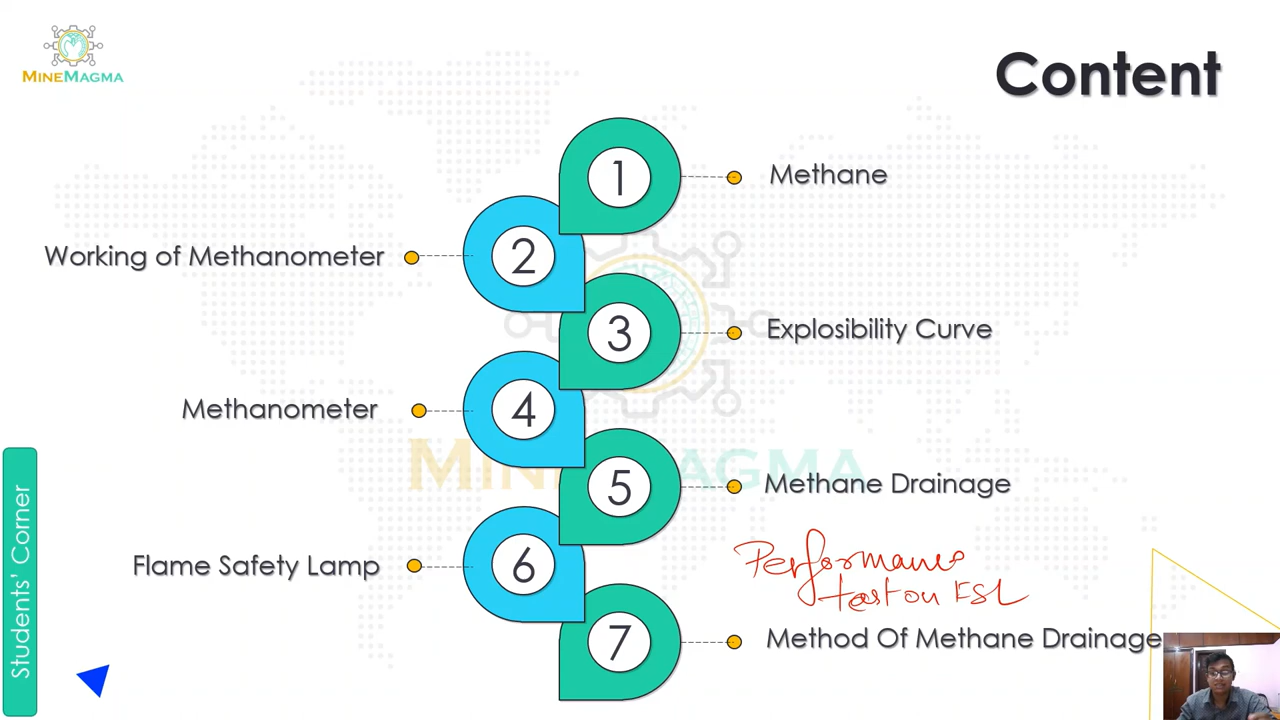 MINEMAGMA
Content
1
Methane
Working of Methanometer
2
3
Explosibility Curve
Methanometer
4
MINEMAGMA
5
Methane Drainage
Flame Safety Lamp
6
Performance
test on FSL
7
Method Of Methane Drainage
Students' Corner